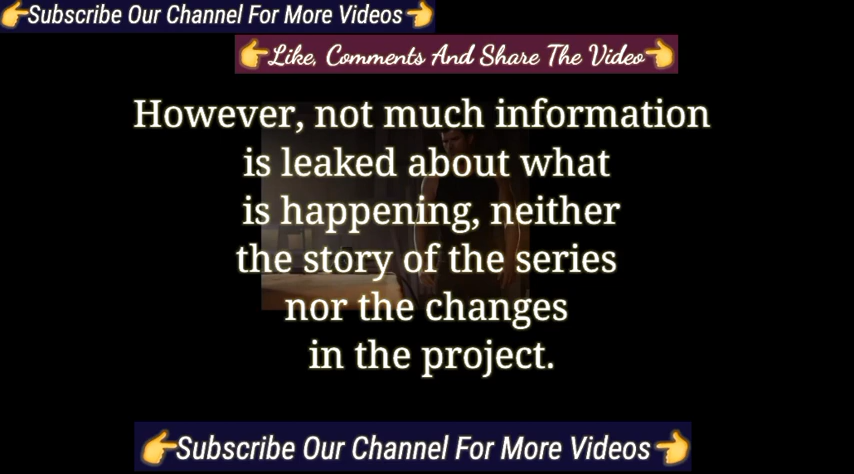 👉Subscribe Our Channel For More Videos👈
👉Like, Comments And Share The Video👈
However, not much information
is leaked about what
is happening, neither
the story of the series
nor the changes
in the project.
👉Subscribe Our Channel For More Videos👈